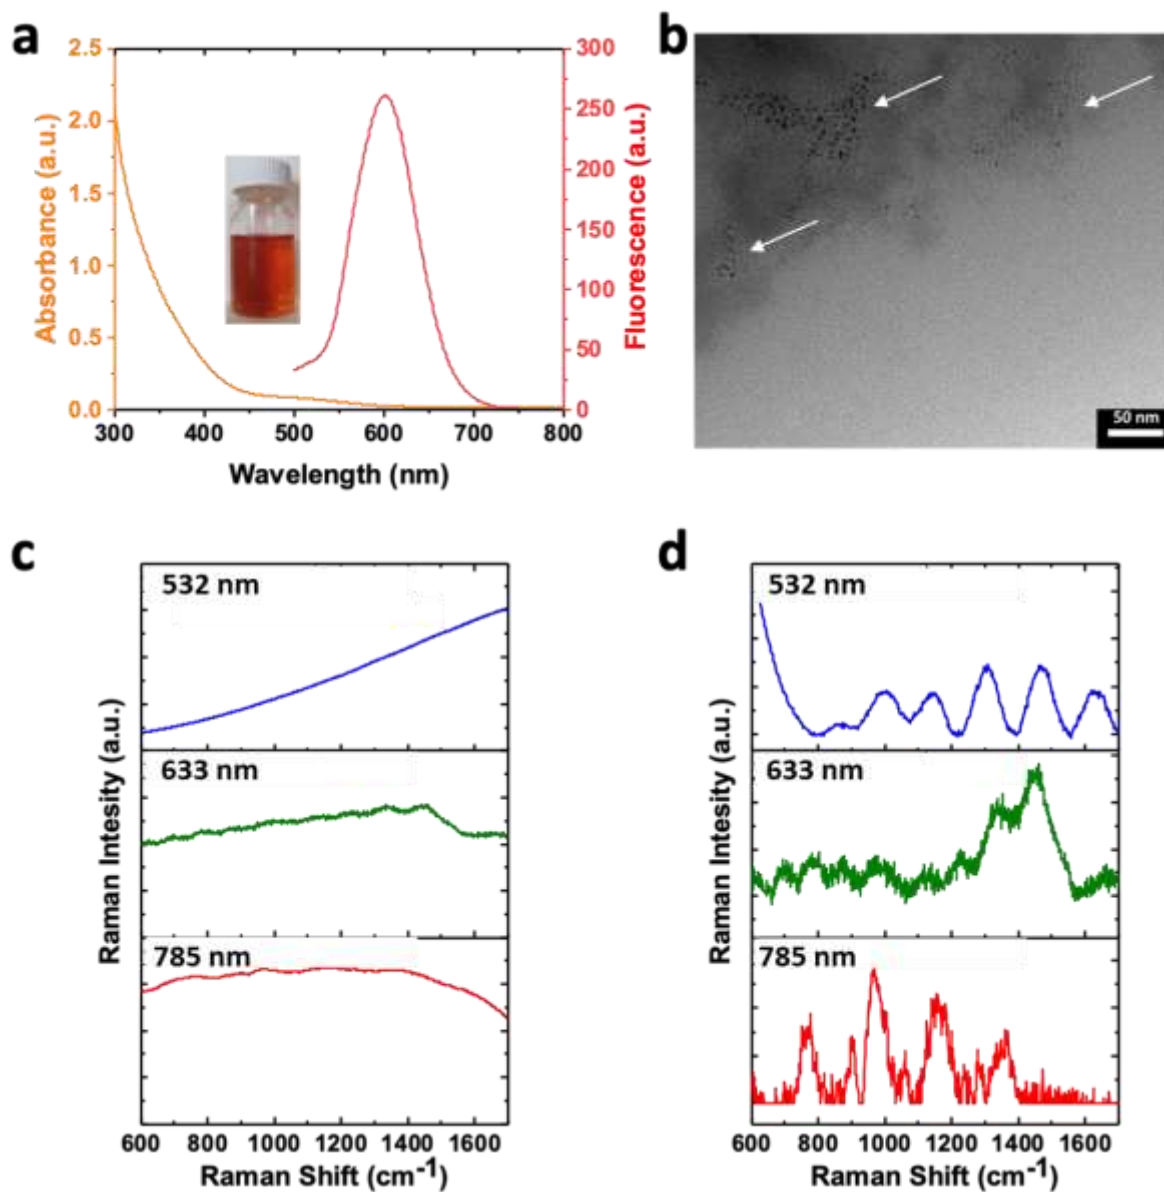 a
2.5
2.0
1.5
1.0
0.5
0.0
Absorbance (a.u.)
300
250
200
150
100
50
0
Fluorescence (a.u.)
300 400 500 600 700 800
Wavelength (nm)
b
50 nm
c
532 nm
633 nm
785 nm
Raman Intesity (a.u.)
600 800 1000 1200 1400 1600
Raman Shift (cm⁻¹)
d
532 nm
633 nm
785 nm
Raman Intesity (a.u.)
600 800 1000 1200 1400 1600
Raman Shift (cm⁻¹)